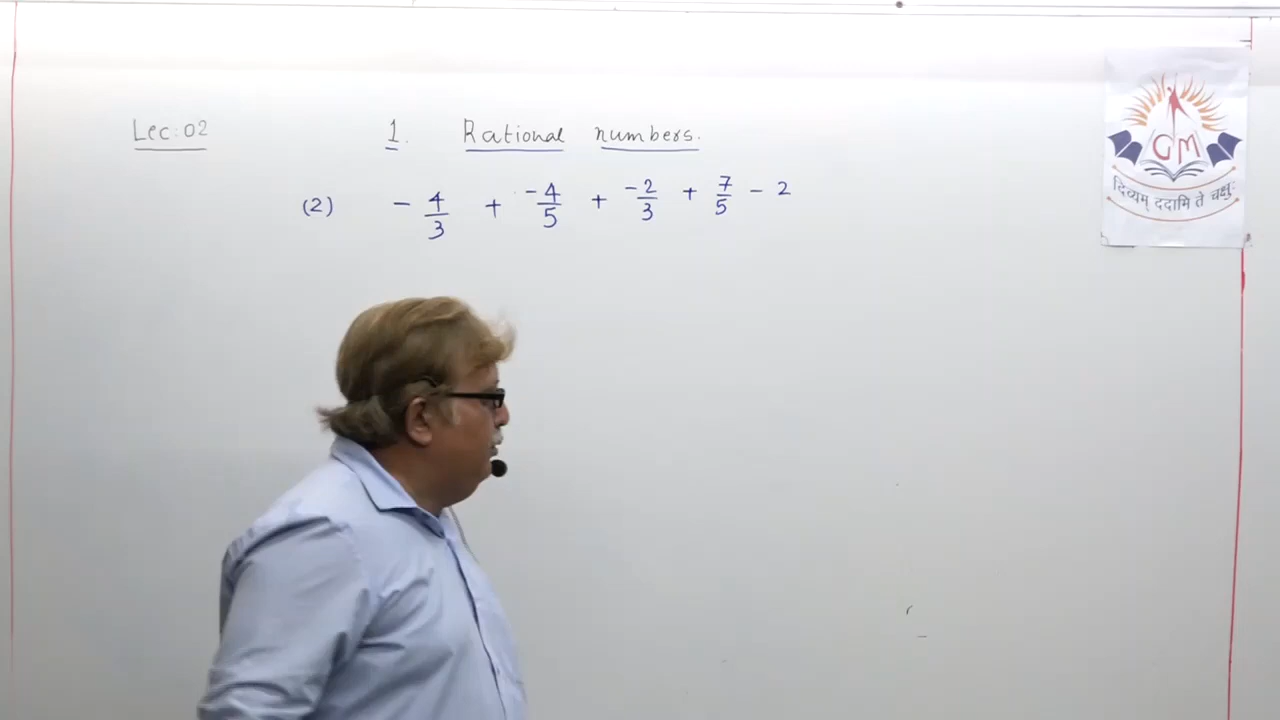 Lec:02 1. Rational numbers.
(2) - 4/3 + -4/5 + -2/3 + 7/5 - 2
GM
दिव्यम् ददामि ते चक्षुः